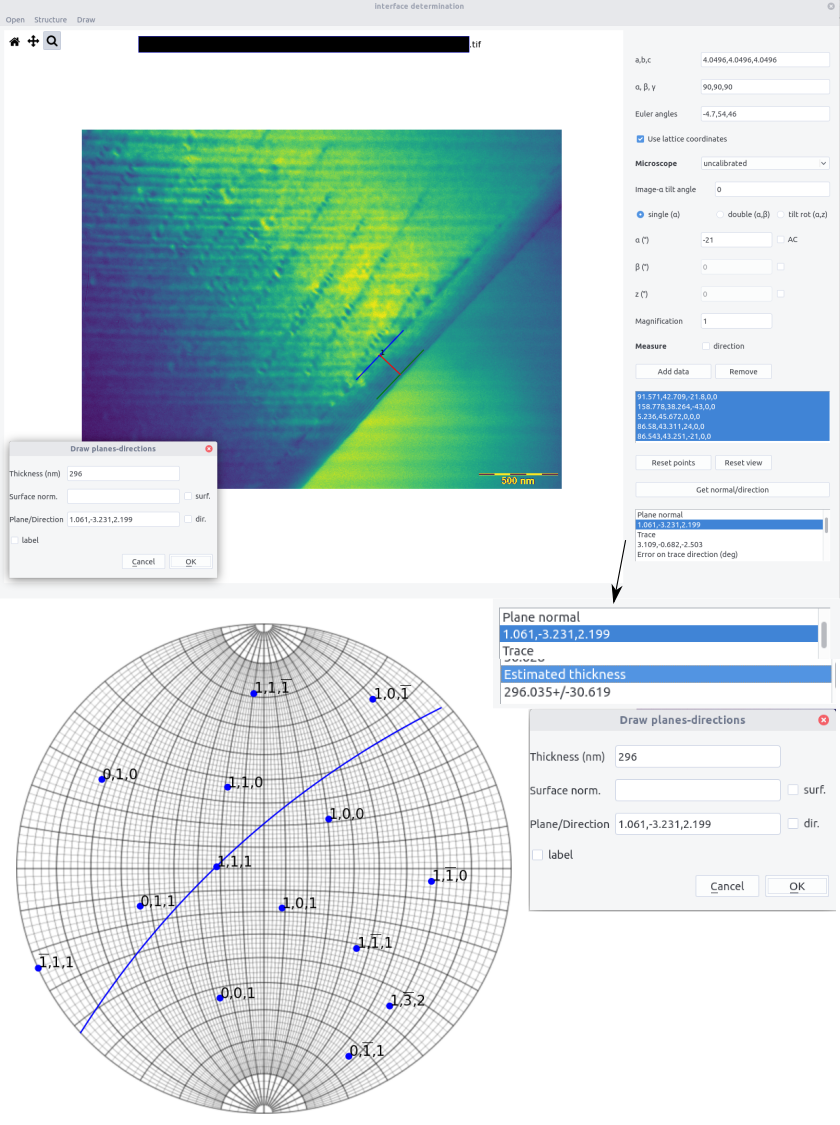 interface determination
Open Structure Draw
.tif
a,b,c 4.0496,4.0496,4.0496
α, β, γ 90,90,90
Euler angles -4.7,54,46
Use lattice coordinates
Microscope uncalibrated
Image-α tilt angle 0
single (α) double (α,β) tilt rot (α,z)
α (°) -21 AC
β (°) 0
z (°) 0
Magnification 1
Measure direction
Add data Remove
91.571,42.709,-21.8,0,0
158.778,38.264,-43,0,0
5.236,45.672,0,0,0
86.58,43.311,24,0,0
86.543,43.251,-21,0,0
Reset points Reset view
Get normal/direction
Plane normal
1.061,-3.231,2.199
Trace
3.109,-0.682,-2.503
Error on trace direction (deg)
500 nm
Draw planes-directions
Thickness (nm) 296
Surface norm. surf.
Plane/Direction 1.061,-3.231,2.199 dir.
label
Cancel OK
Plane normal
1.061,-3.231,2.199
Trace
Estimated thickness
296.035+/-30.619
Draw planes-directions
Thickness (nm) 296
Surface norm. surf.
Plane/Direction 1.061,-3.231,2.199 dir.
label
Cancel OK
1,1,1̅
1,0,1̅
0,1,0
1,1,0
1,0,0
1,1,1
1,1̅,0
0,1,1
1,0,1
1,1̅,1
1̅,1,1
0,0,1
1,3̅,2
0,1̅,1